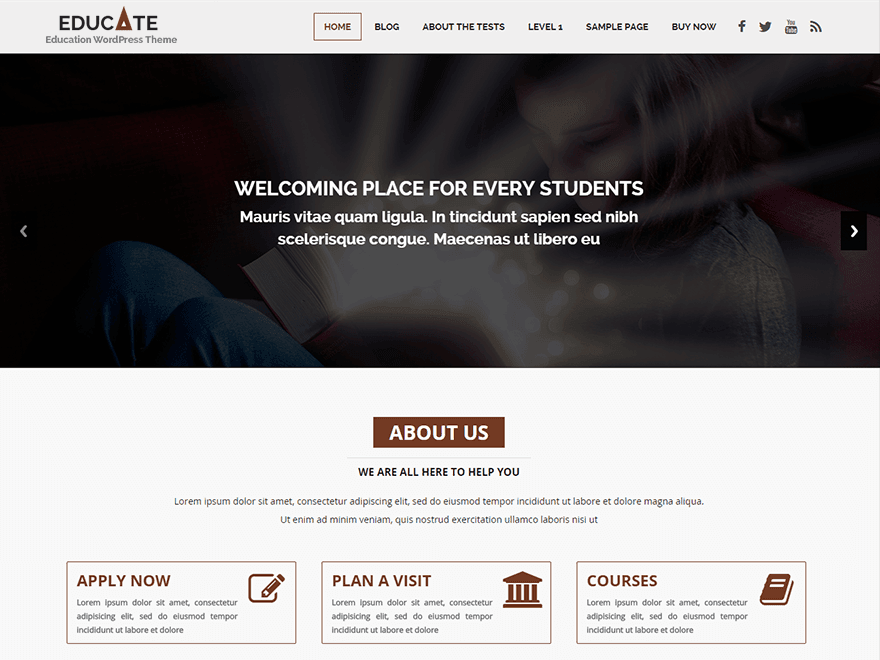 EDUCATE
Education WordPress Theme
HOME BLOG ABOUT THE TESTS LEVEL 1 SAMPLE PAGE BUY NOW
You Tube
WELCOMING PLACE FOR EVERY STUDENTS
Mauris vitae quam ligula. In tincidunt sapien sed nibh
scelerisque congue. Maecenas ut libero eu
ABOUT US
WE ARE ALL HERE TO HELP YOU
Lorem ipsum dolor sit amet, consectetur adipiscing elit, sed do eiusmod tempor incididunt ut labore et dolore magna aliqua.
Ut enim ad minim veniam, quis nostrud exercitation ullamco laboris nisi ut
APPLY NOW
Lorem ipsum dolor sit amet, consectetur
adipiscing elit, sed do eiusmod tempor
incididunt ut labore et dolore
PLAN A VISIT
Lorem ipsum dolor sit amet, consectetur
adipiscing elit, sed do eiusmod tempor
incididunt ut labore et dolore
COURSES
Lorem ipsum dolor sit amet, consectetur
adipiscing elit, sed do eiusmod tempor
incididunt ut labore et dolore